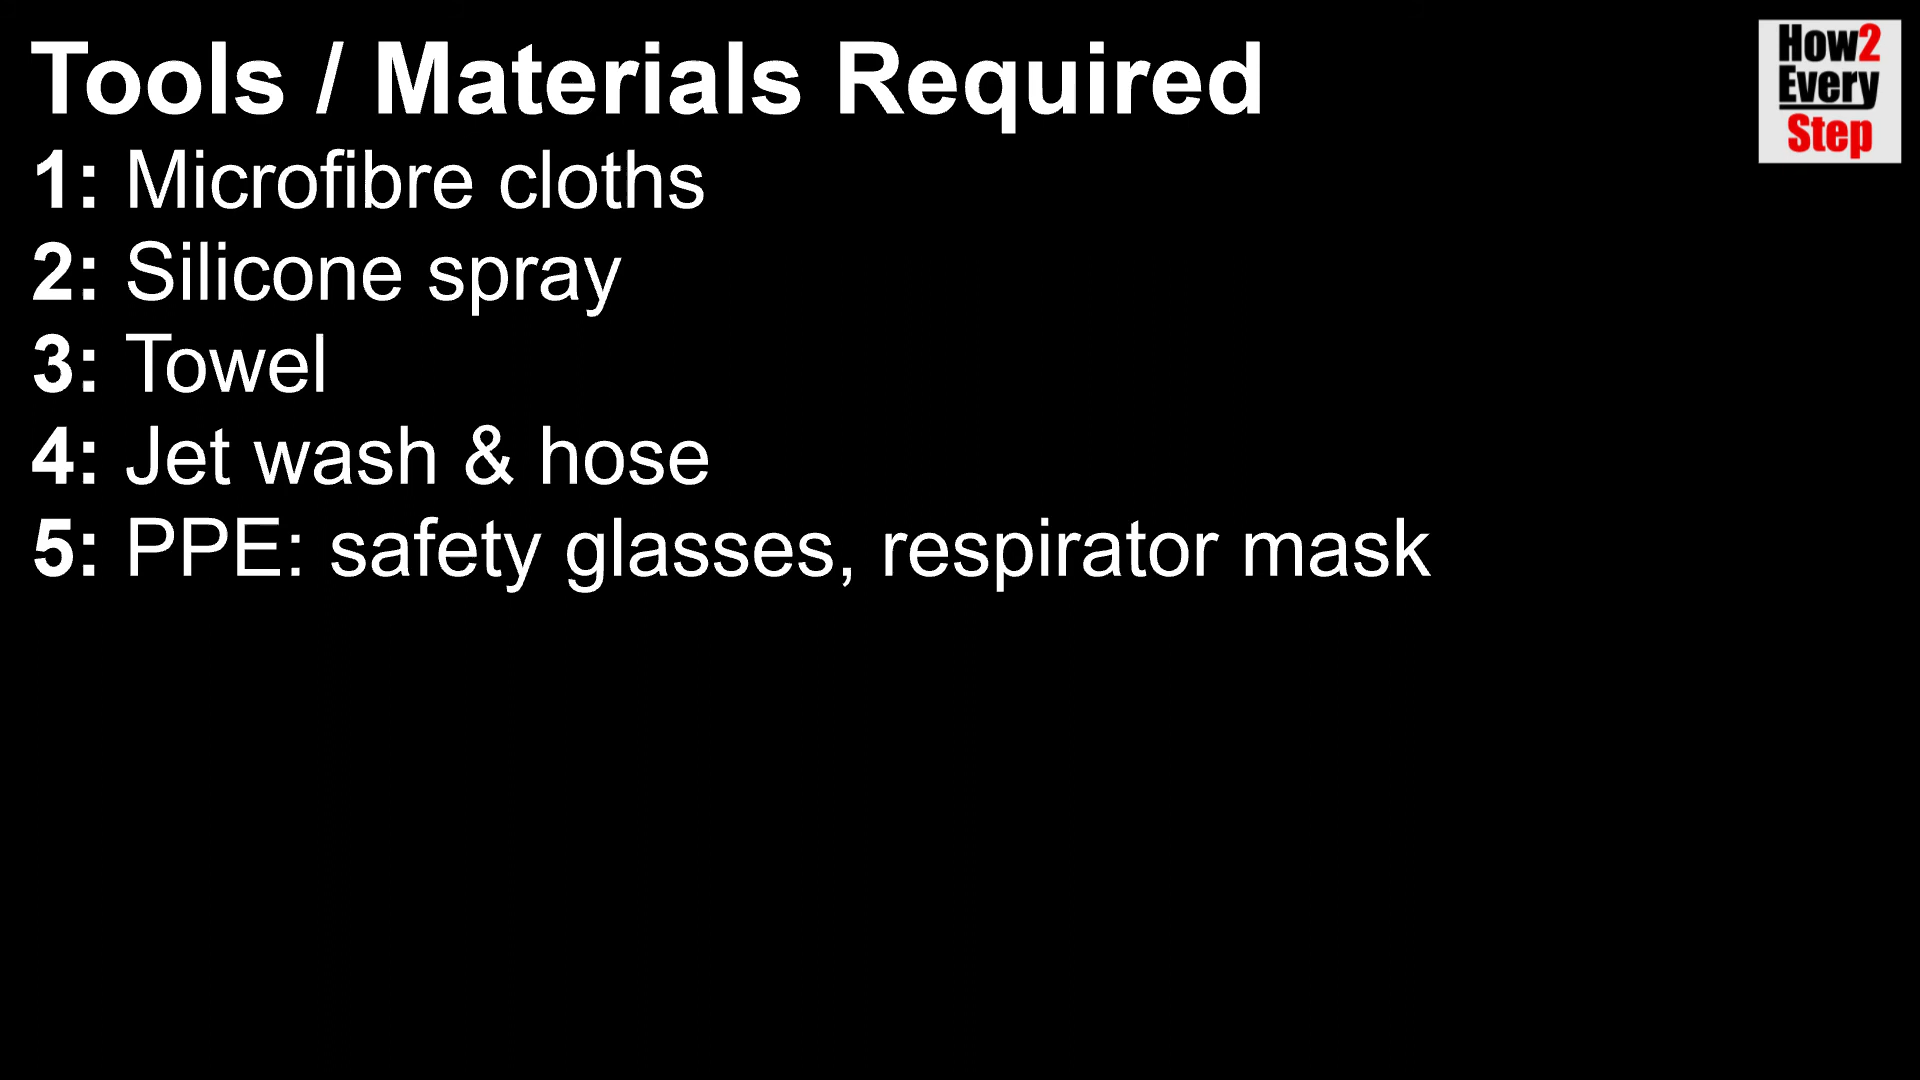 Tools / Materials Required
1: Microfibre cloths
2: Silicone spray
3: Towel
4: Jet wash & hose
5: PPE: safety glasses, respirator mask
How2
Every
Step